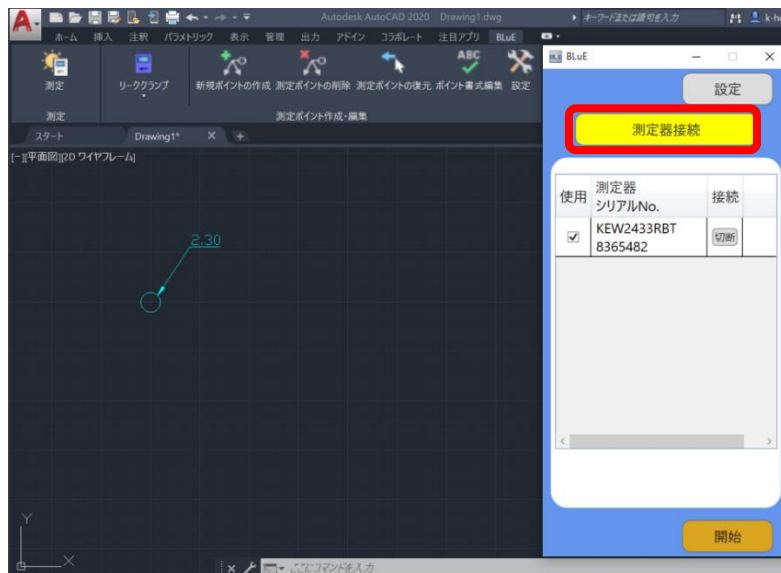 A
Autodesk AutoCAD 2020 Drawing1.dwg
キーワードまたは語句を入力
ホーム 挿入 注釈 パラメトリック 表示 管理 出力 アドイン コラボレート 注目アプリ BLuE
測定
リーククランプ
新規ポイントの作成
測定ポイントの削除
測定ポイントの復元
ABC
ポイント書式編集
設定
測定
測定ポイント作成・編集
スタート
Drawing1*
[-][平面図][2D ワイヤフレーム]
2.30
Y
X
ここにコマンドを入力
BLuE
設定
測定器接続
使用
測定器
シリアルNo.
接続
KEW2433RBT
8365482
切断
開始